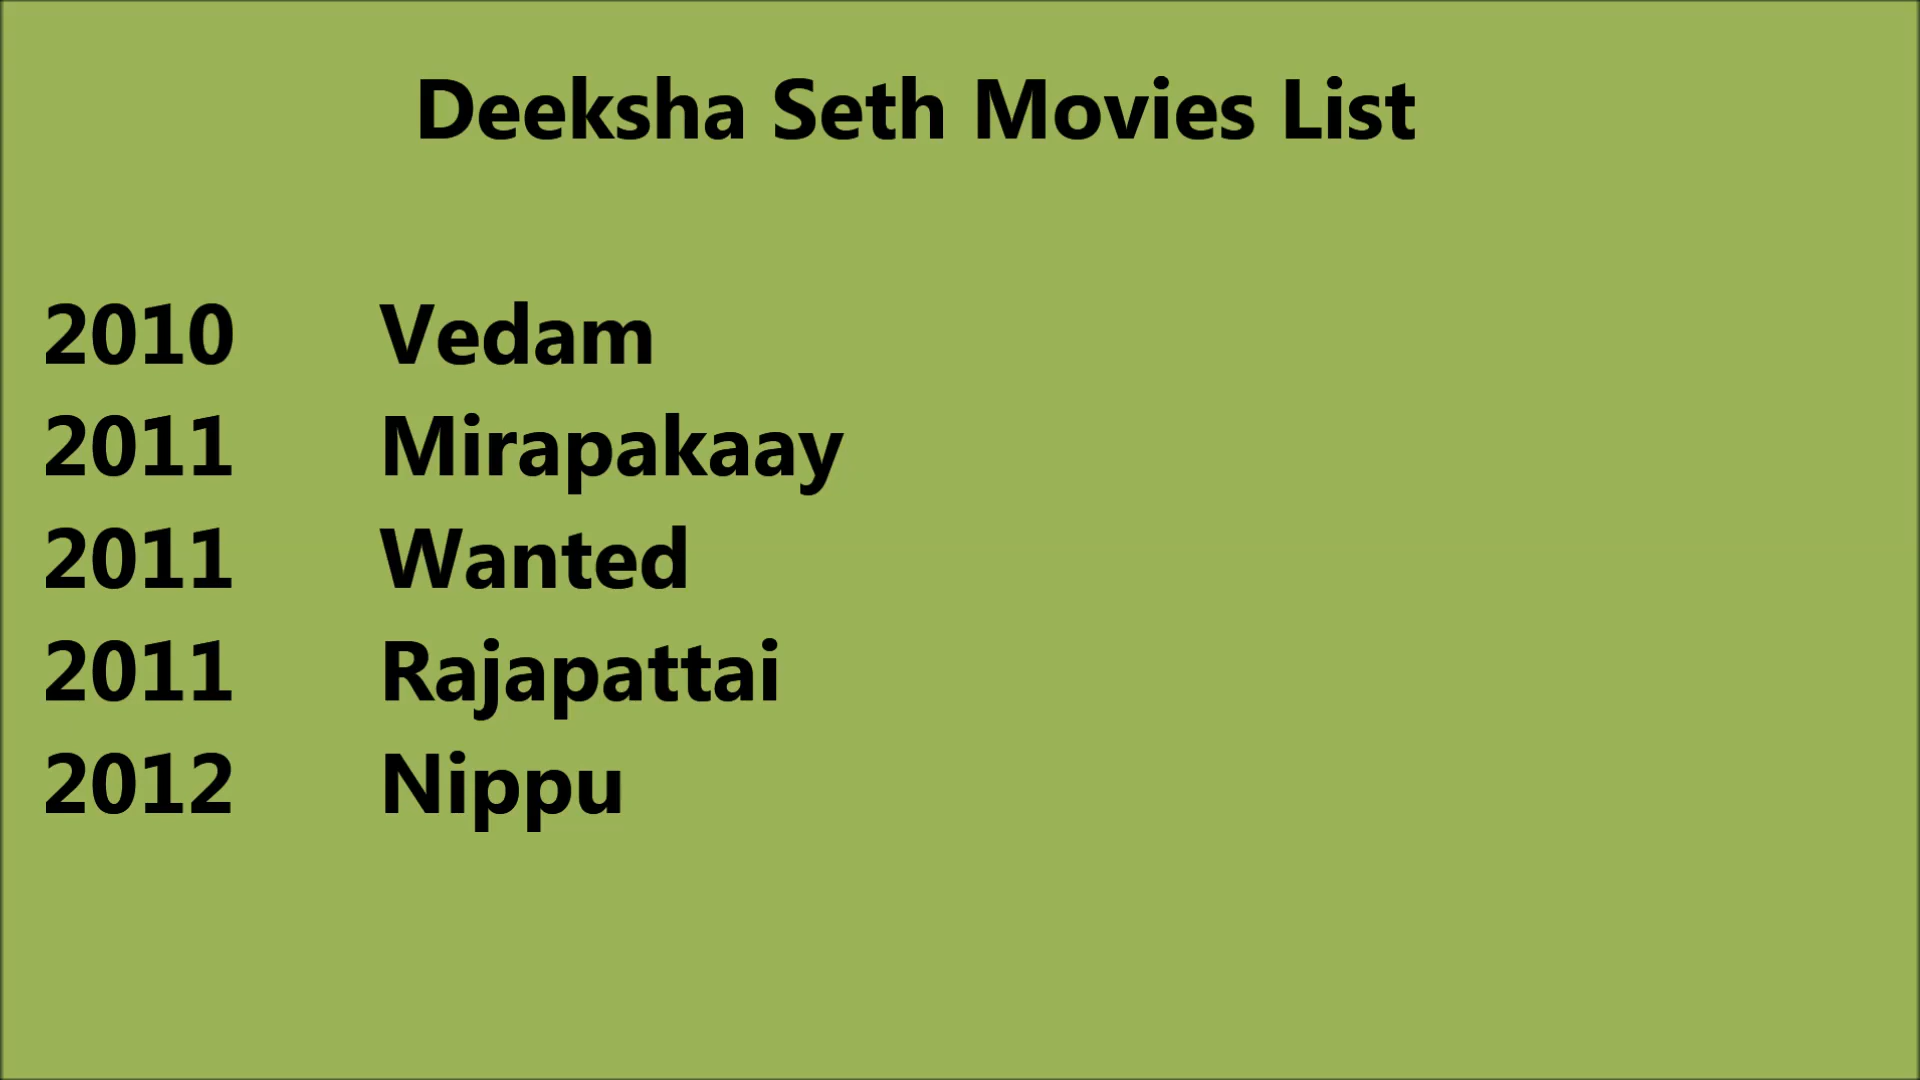 Deeksha Seth Movies List
2010 Vedam
2011 Mirapakaay
2011 Wanted
2011 Rajapattai
2012 Nippu